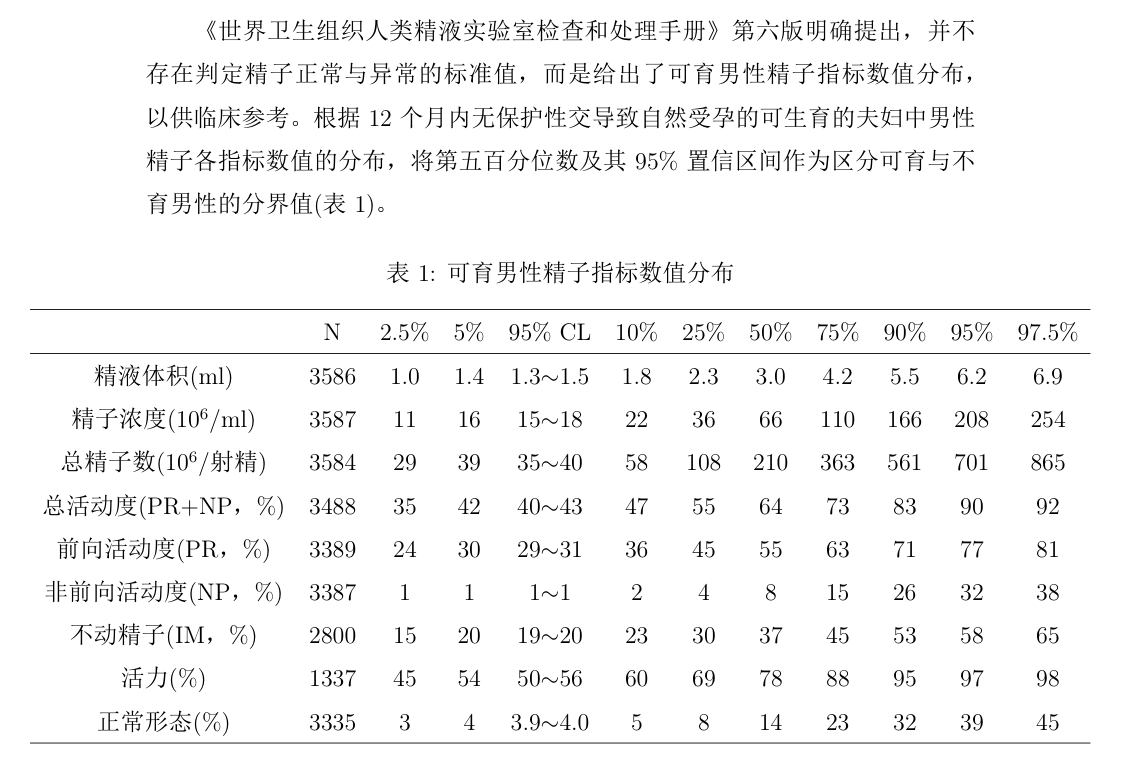 《世界卫生组织人类精液实验室检查和处理手册》第六版明确提出，并不
存在判定精子正常与异常的标准值，而是给出了可育男性精子指标数值分布，
以供临床参考。根据 12 个月内无保护性交导致自然受孕的可生育的夫妇中男性
精子各指标数值的分布，将第五百分位数及其 95% 置信区间作为区分可育与不
育男性的分界值(表 1)。
表 1: 可育男性精子指标数值分布
N 2.5% 5% 95% CL 10% 25% 50% 75% 90% 95% 97.5%
精液体积(ml) 3586 1.0 1.4 1.3∼1.5 1.8 2.3 3.0 4.2 5.5 6.2 6.9
精子浓度(10⁶/ml) 3587 11 16 15∼18 22 36 66 110 166 208 254
总精子数(10⁶/射精) 3584 29 39 35∼40 58 108 210 363 561 701 865
总活动度(PR+NP，%) 3488 35 42 40∼43 47 55 64 73 83 90 92
前向活动度(PR，%) 3389 24 30 29∼31 36 45 55 63 71 77 81
非前向活动度(NP，%) 3387 1 1 1∼1 2 4 8 15 26 32 38
不动精子(IM，%) 2800 15 20 19∼20 23 30 37 45 53 58 65
活力(%) 1337 45 54 50∼56 60 69 78 88 95 97 98
正常形态(%) 3335 3 4 3.9∼4.0 5 8 14 23 32 39 45